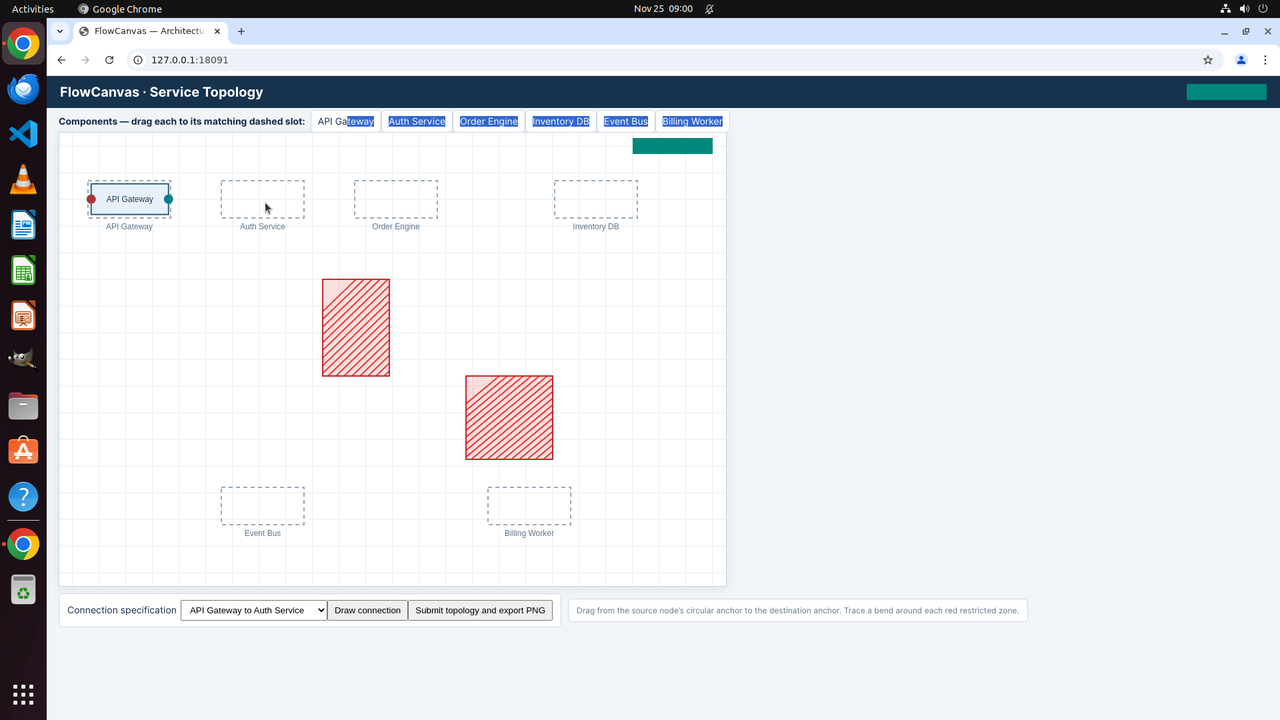 Activities
Google Chrome
Nov 25 09:00
FlowCanvas — Architectu
127.0.0.1:18091
FlowCanvas · Service Topology
Components — drag each to its matching dashed slot:
API Gateway
Auth Service
Order Engine
Inventory DB
Event Bus
Billing Worker
API Gateway
API Gateway
Auth Service
Order Engine
Inventory DB
Event Bus
Billing Worker
Connection specification
API Gateway to Auth Service
Draw connection
Submit topology and export PNG
Drag from the source node's circular anchor to the destination anchor. Trace a bend around each red restricted zone.